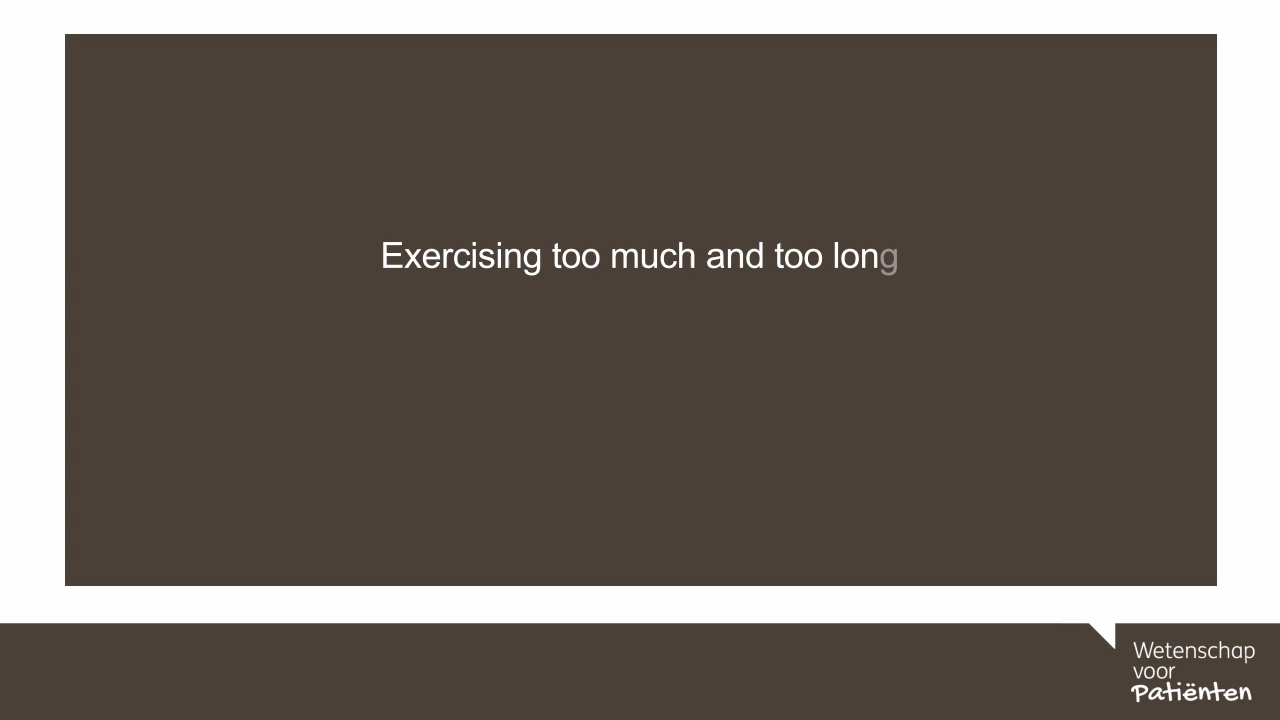 Exercising too much and too long
Wetenschap
voor
Patiënten